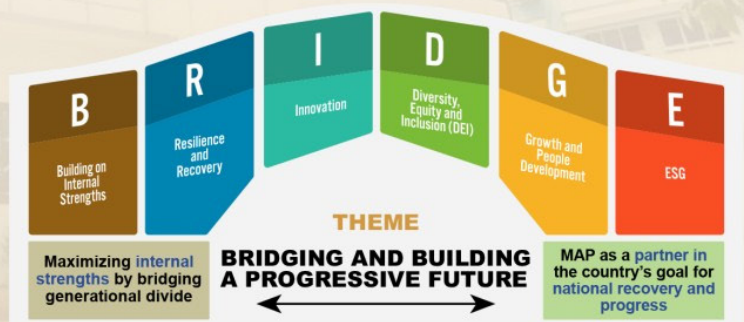 B
Building on
Internal
Strengths
R
Resilience
and
Recovery
I
Innovation
D
Diversity,
Equity and
Inclusion (DEI)
G
Growth and
People
Development
E
ESG
THEME
BRIDGING AND BUILDING
A PROGRESSIVE FUTURE
Maximizing internal
strengths by bridging
generational divide
MAP as a partner in
the country's goal for
national recovery and
progress